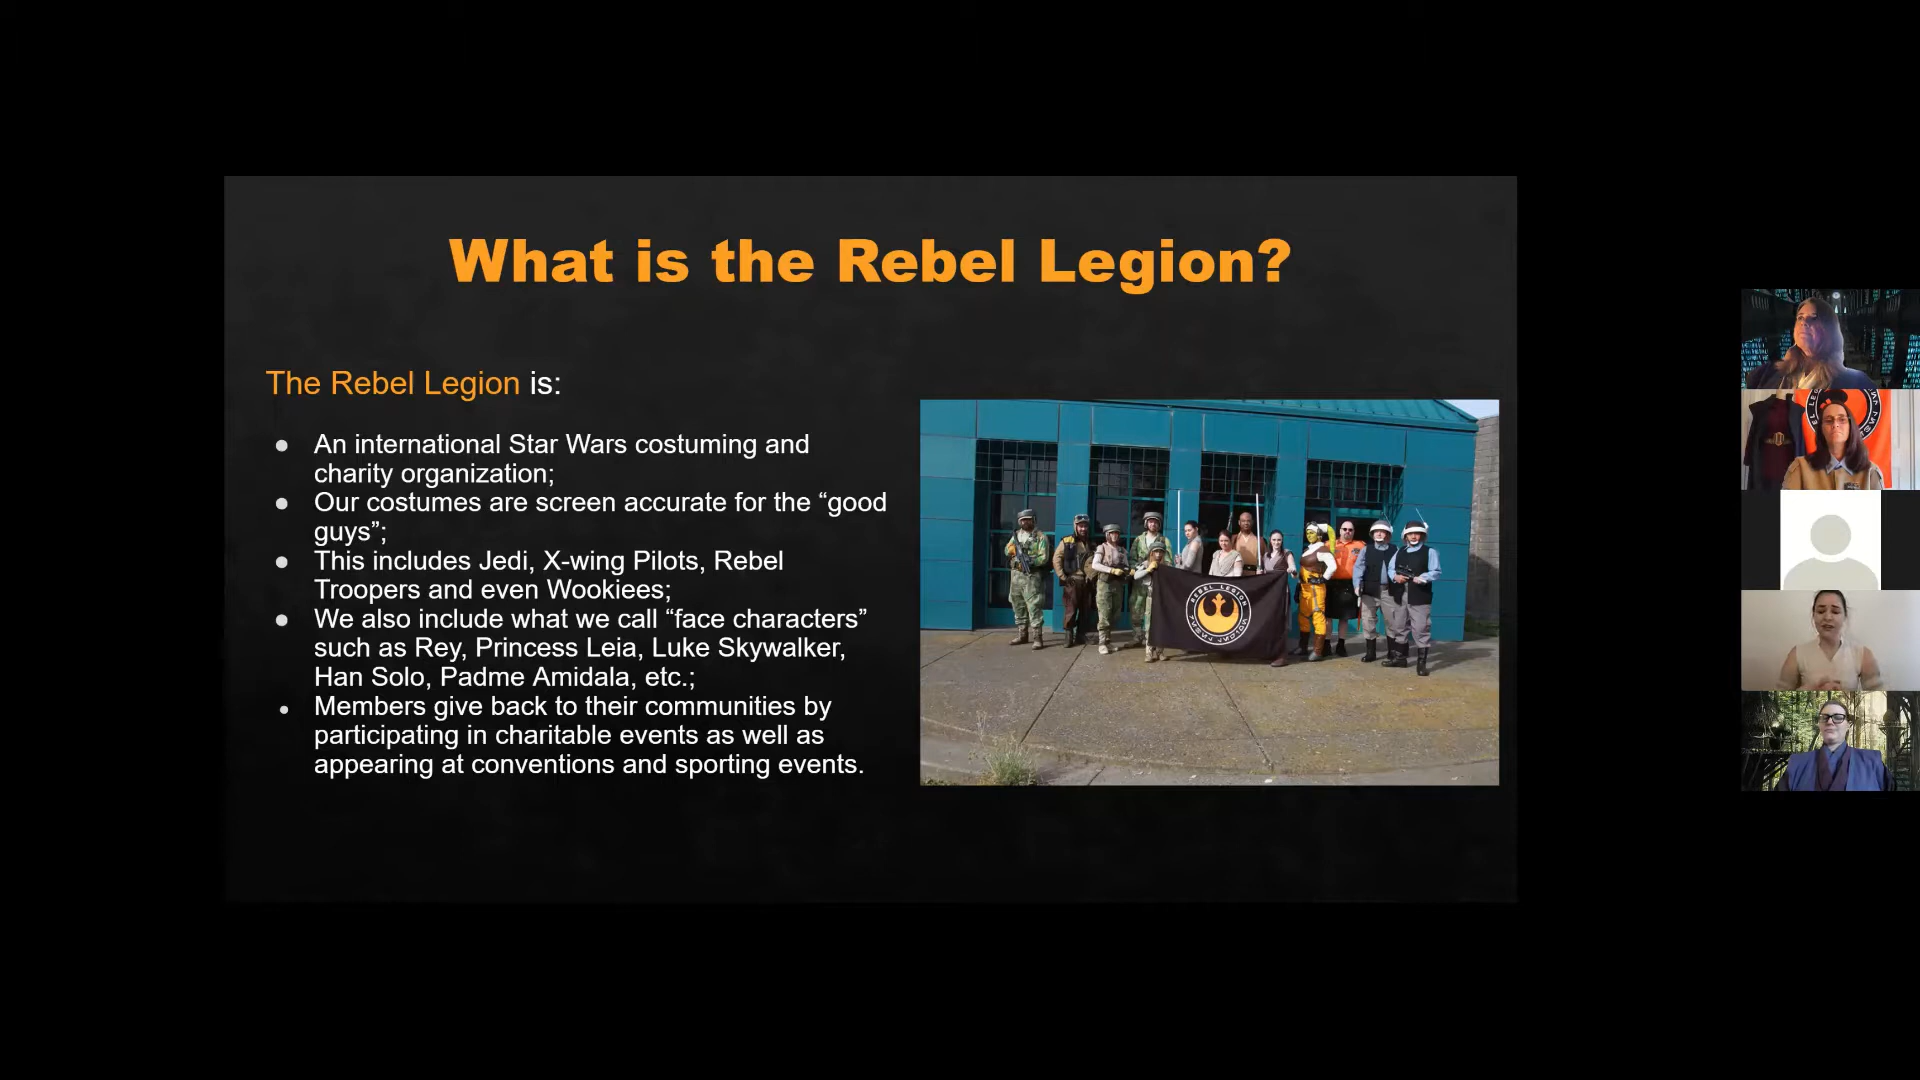 What is the Rebel Legion?
The Rebel Legion is:
● An international Star Wars costuming and
charity organization;
● Our costumes are screen accurate for the “good
guys”;
● This includes Jedi, X-wing Pilots, Rebel
Troopers and even Wookiees;
● We also include what we call “face characters”
such as Rey, Princess Leia, Luke Skywalker,
Han Solo, Padme Amidala, etc.;
● Members give back to their communities by
participating in charitable events as well as
appearing at conventions and sporting events.
REBEL LEGION